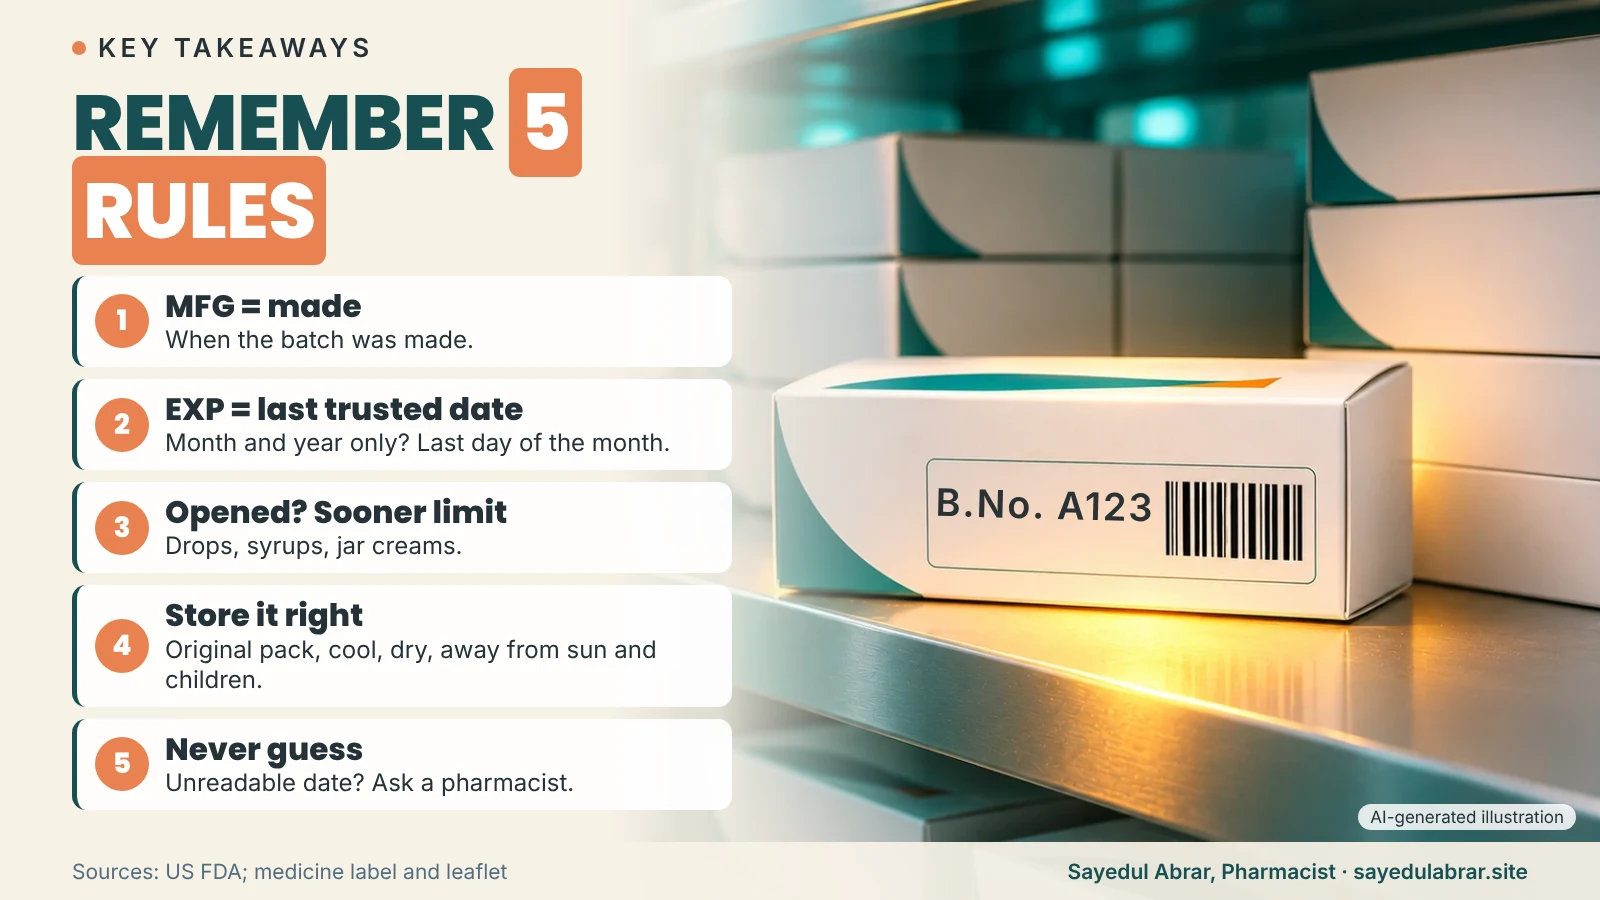 KEY TAKEAWAYS
REMEMBER 5
RULES
1
MFG = made
When the batch was made.
2
EXP = last trusted date
Month and year only? Last day of the month.
3
Opened? Sooner limit
Drops, syrups, jar creams.
4
Store it right
Original pack, cool, dry, away from sun and
children.
5
Never guess
Unreadable date? Ask a pharmacist.
B.No. A123
AI-generated illustration
Sources: US FDA; medicine label and leaflet
Sayedul Abrar, Pharmacist · sayedulabrar.site